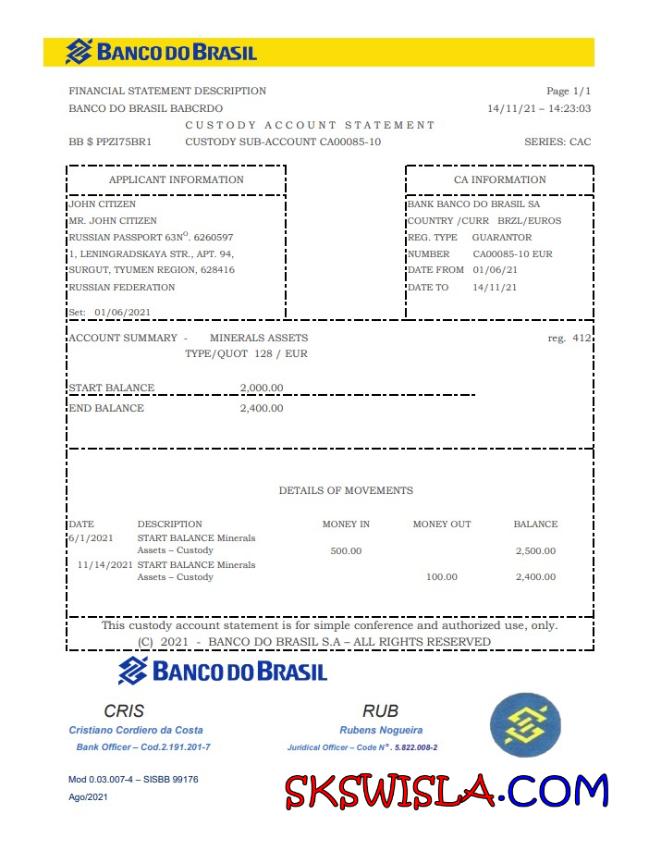 BANCO DO BRASIL
FINANCIAL STATEMENT DESCRIPTION Page 1/1
BANCO DO BRASIL BABCRDO 14/11/21 – 14:23:03
CUSTODY ACCOUNT STATEMENT
BB $ PPZI75BR1 CUSTODY SUB-ACCOUNT CA00085-10 SERIES: CAC
APPLICANT INFORMATION CA INFORMATION
JOHN CITIZEN BANK BANCO DO BRASIL SA
MR. JOHN CITIZEN COUNTRY /CURR BRZL/EUROS
RUSSIAN PASSPORT 63Nº. 6260597 REG. TYPE GUARANTOR
1, LENINGRADSKAYA STR., APT. 94, NUMBER CA00085-10 EUR
SURGUT, TYUMEN REGION, 628416 DATE FROM 01/06/21
RUSSIAN FEDERATION DATE TO 14/11/21
Set: 01/06/2021
ACCOUNT SUMMARY - MINERALS ASSETS reg. 412
TYPE/QUOT 128 / EUR
START BALANCE 2,000.00
END BALANCE 2,400.00
DETAILS OF MOVEMENTS
DATE DESCRIPTION MONEY IN MONEY OUT BALANCE
6/1/2021 START BALANCE Minerals
Assets – Custody 500.00 2,500.00
11/14/2021 START BALANCE Minerals
Assets – Custody 100.00 2,400.00
This custody account statement is for simple conference and authorized use, only.
(C) 2021 - BANCO DO BRASIL S.A – ALL RIGHTS RESERVED
BANCO DO BRASIL
CRIS RUB
Cristiano Cordiero da Costa Rubens Nogueira
Bank Officer – Cod.2.191.201-7 Juridical Officer – Code Nº. 5.822.008-2
Mod 0.03.007-4 – SISBB 99176
Ago/2021
SKSWISLA.COM